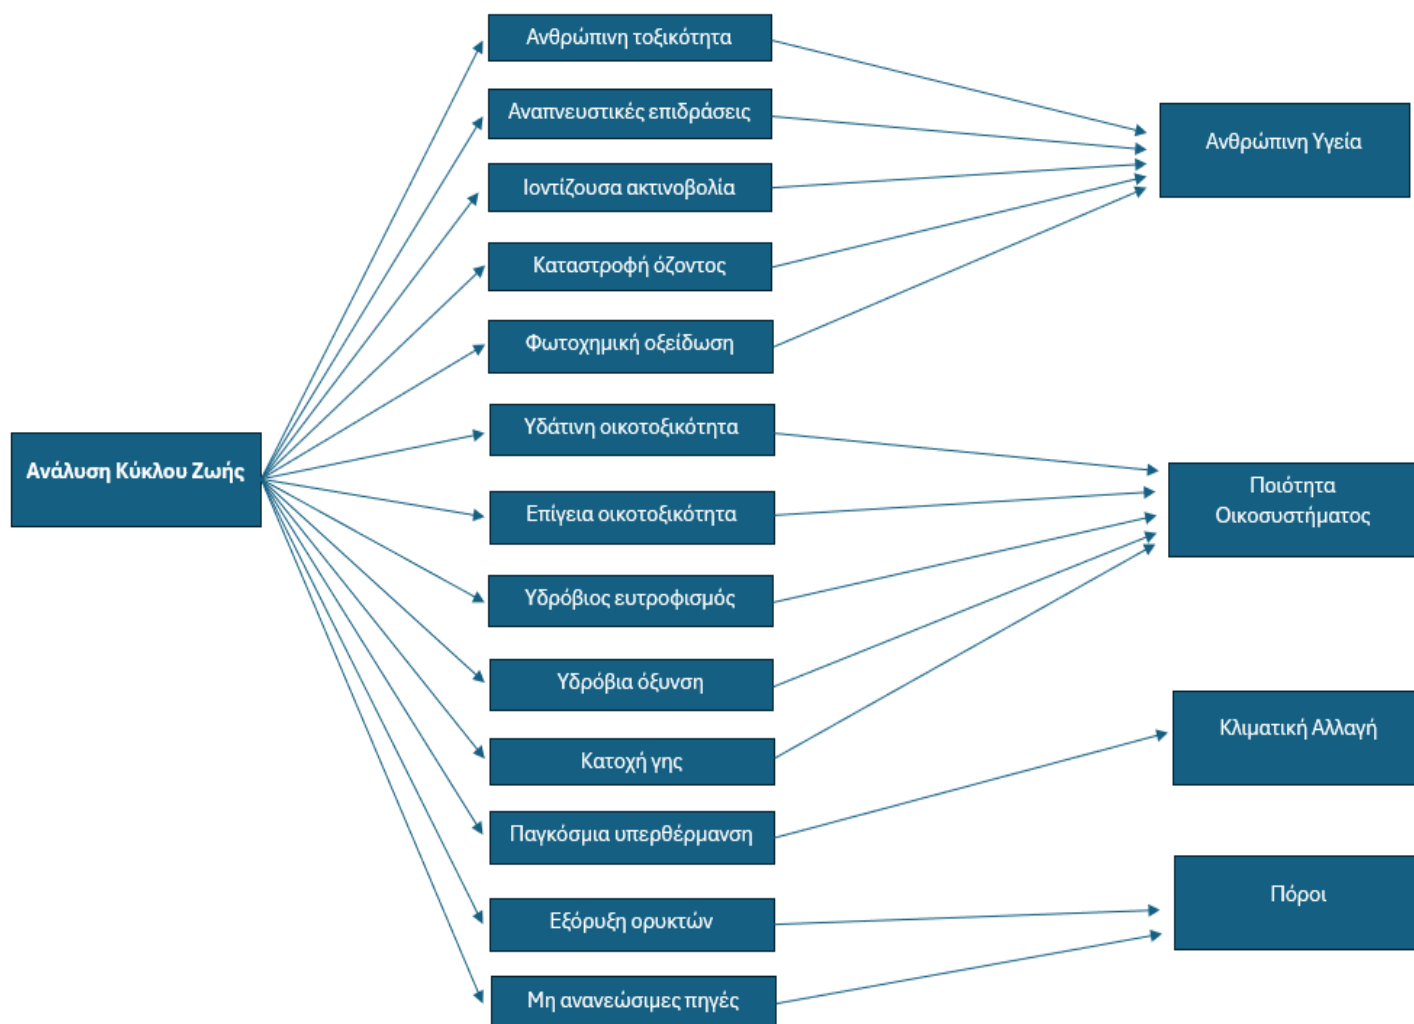 Ανθρώπινη τοξικότητα
Αναπνευστικές επιδράσεις
Ιοντίζουσα ακτινοβολία
Καταστροφή όζοντος
Φωτοχημική οξείδωση
Υδάτινη οικοτοξικότητα
Επίγεια οικοτοξικότητα
Υδρόβιος ευτροφισμός
Υδρόβια όξυνση
Κατοχή γης
Παγκόσμια υπερθέρμανση
Εξόρυξη ορυκτών
Μη ανανεώσιμες πηγές
Ανάλυση Κύκλου Ζωής
Ανθρώπινη Υγεία
Ποιότητα
Οικοσυστήματος
Κλιματική Αλλαγή
Πόροι